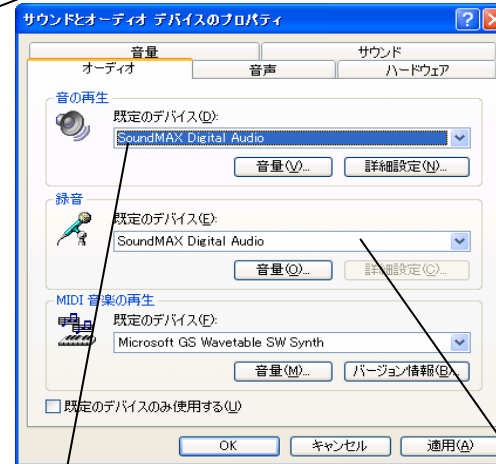 サウンドとオーディオ デバイスのプロパティ
音量
サウンド
オーディオ
音声
ハードウェア
音の再生
既定のデバイス(D):
SoundMAX Digital Audio
音量(V)...
詳細設定(N)...
録音
既定のデバイス(E):
SoundMAX Digital Audio
音量(O)...
詳細設定(C)...
MIDI 音楽の再生
既定のデバイス(F):
Microsoft GS Wavetable SW Synth
音量(M)...
バージョン情報(B)...
既定のデバイスのみ使用する(U)
OK
キャンセル
適用(A)